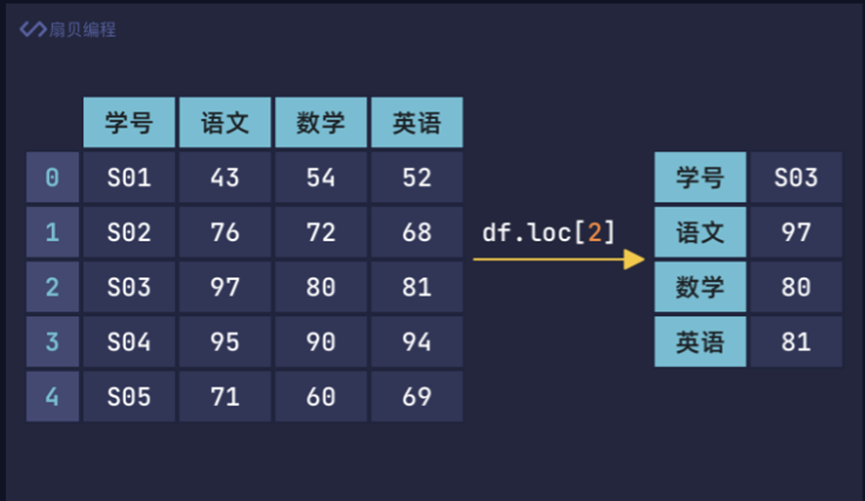 扇贝编程
学号 语文 数学 英语
0 S01 43 54 52
1 S02 76 72 68
2 S03 97 80 81
3 S04 95 90 94
4 S05 71 60 69
df.loc[2]
学号 S03
语文 97
数学 80
英语 81